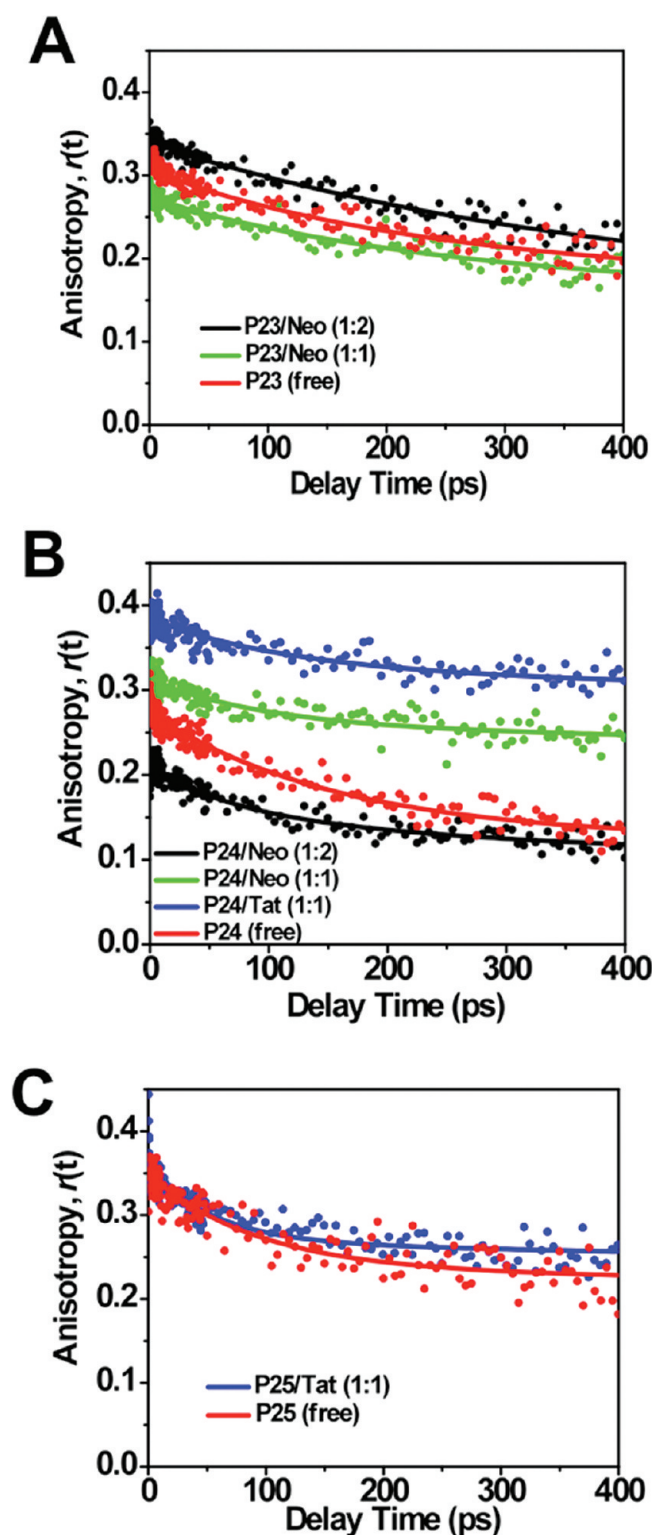 A
Anisotropy, r(t)
0.4
0.3
0.2
0.1
0.0
P23/Neo (1:2)
P23/Neo (1:1)
P23 (free)
0 100 200 300 400
Delay Time (ps)
B
Anisotropy, r(t)
0.4
0.3
0.2
0.1
0.0
P24/Neo (1:2)
P24/Neo (1:1)
P24/Tat (1:1)
P24 (free)
0 100 200 300 400
Delay Time (ps)
C
Anisotropy, r(t)
0.4
0.3
0.2
0.1
0.0
P25/Tat (1:1)
P25 (free)
0 100 200 300 400
Delay Time (ps)